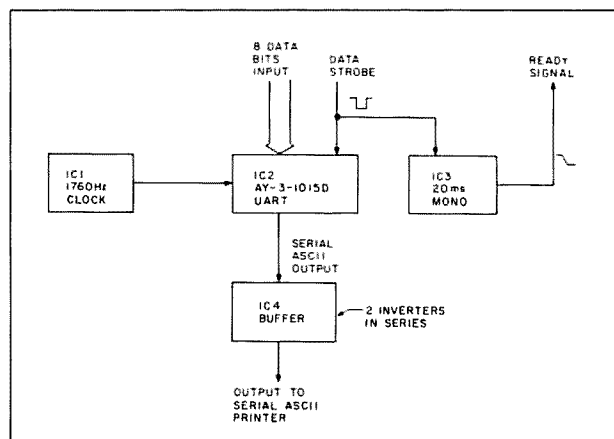 8 DATA
BITS
INPUT
DATA
STROBE
READY
SIGNAL
IC1
1760Hz
CLOCK
IC2
AY-3-1015D
UART
IC3
20ms
MONO
SERIAL
ASCII
OUTPUT
IC4
BUFFER
2 INVERTERS
IN SERIES
OUTPUT TO
SERIAL ASCII
PRINTER